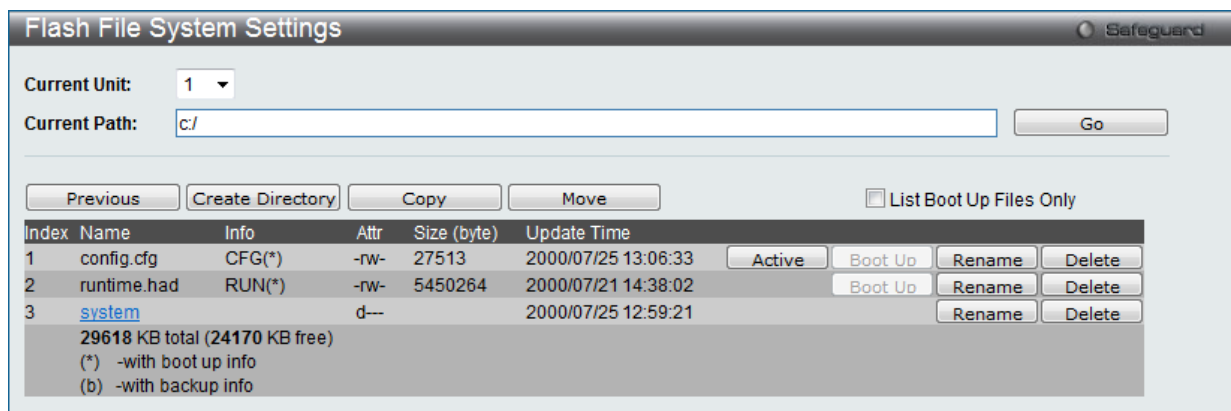 Flash File System Settings Safeguard
Current Unit: 1
Current Path: c:/ Go
Previous Create Directory Copy Move List Boot Up Files Only
Index Name Info Attr Size (byte) Update Time
1 config.cfg CFG(*) -rw- 27513 2000/07/25 13:06:33 Active Boot Up Rename Delete
2 runtime.had RUN(*) -rw- 5450264 2000/07/21 14:38:02 Boot Up Rename Delete
3 system d--- 2000/07/25 12:59:21 Rename Delete
29618 KB total (24170 KB free)
(*) -with boot up info
(b) -with backup info